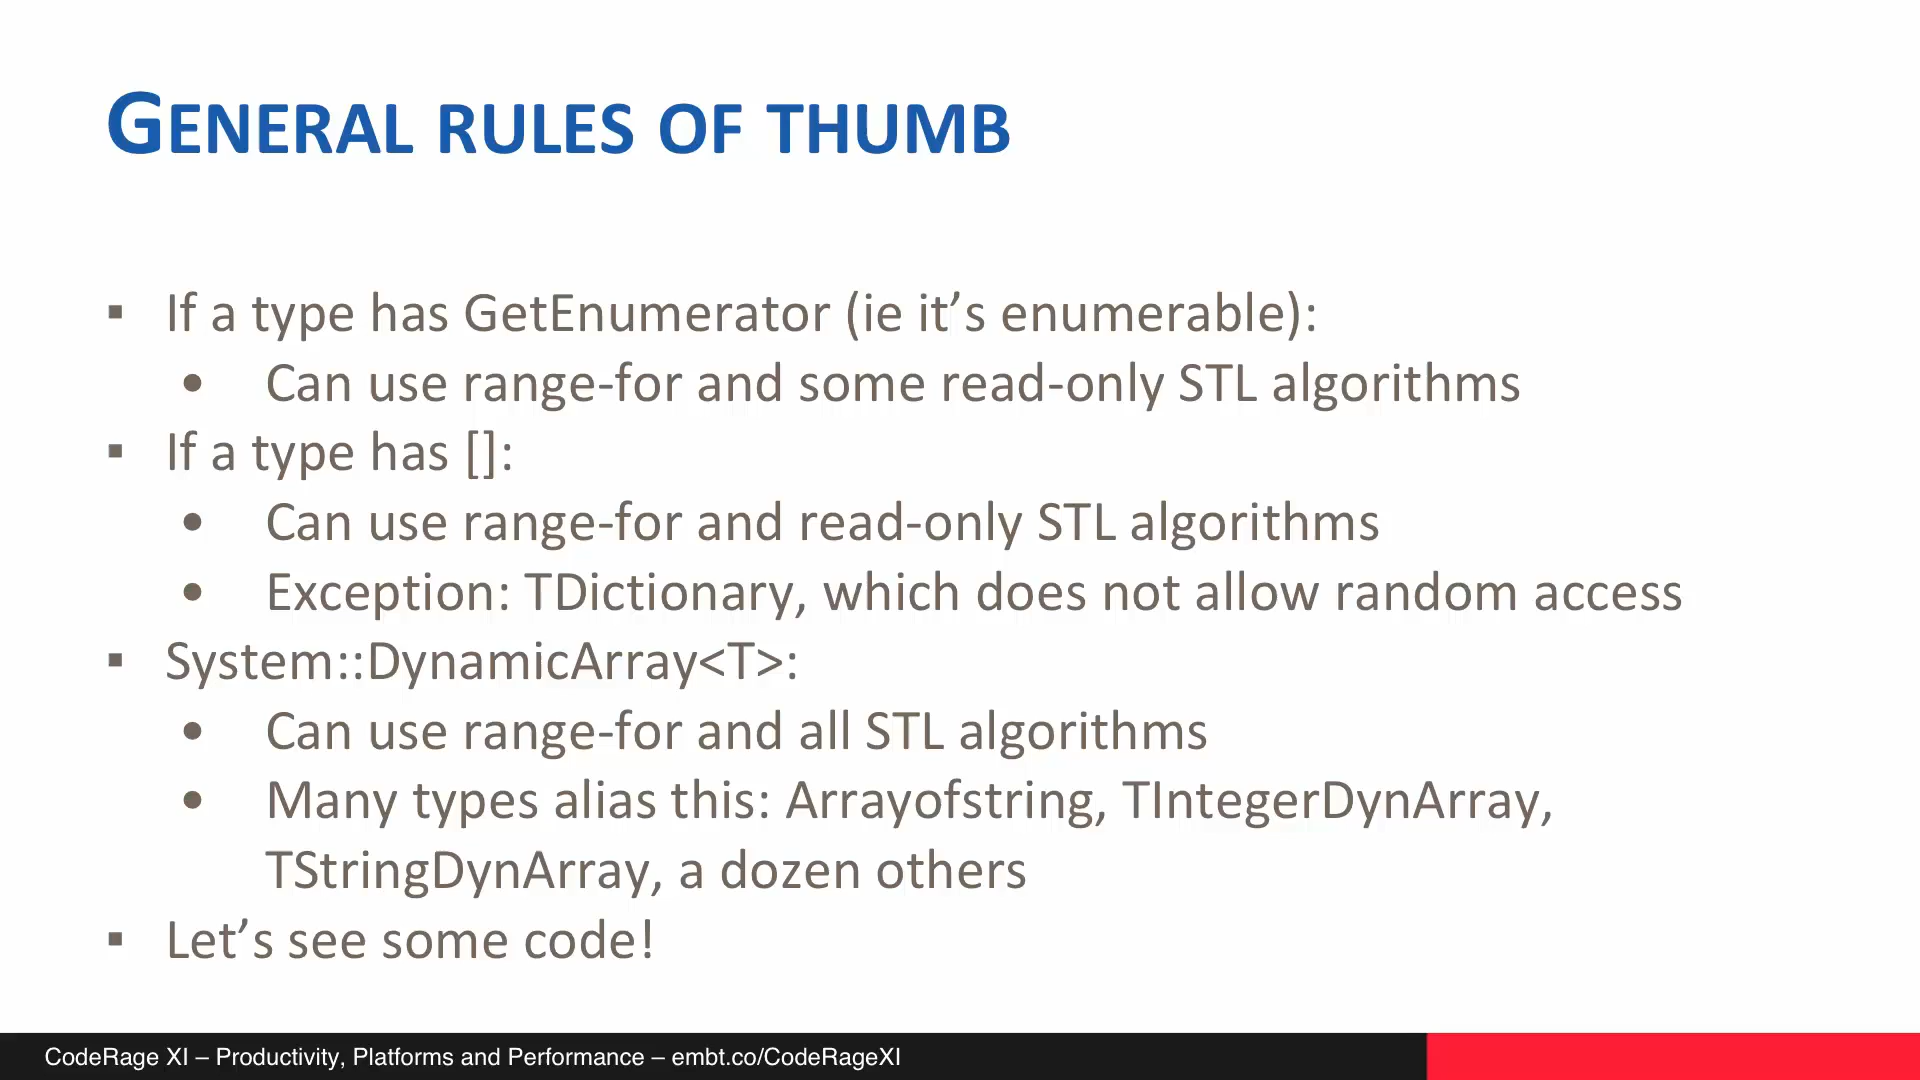 GENERAL RULES OF THUMB
▪ If a type has GetEnumerator (ie it’s enumerable):
• Can use range-for and some read-only STL algorithms
▪ If a type has []:
• Can use range-for and read-only STL algorithms
• Exception: TDictionary, which does not allow random access
▪ System::DynamicArray<T>:
• Can use range-for and all STL algorithms
• Many types alias this: Arrayofstring, TIntegerDynArray,
TStringDynArray, a dozen others
▪ Let’s see some code!
CodeRage XI – Productivity, Platforms and Performance – embt.co/CodeRageXI